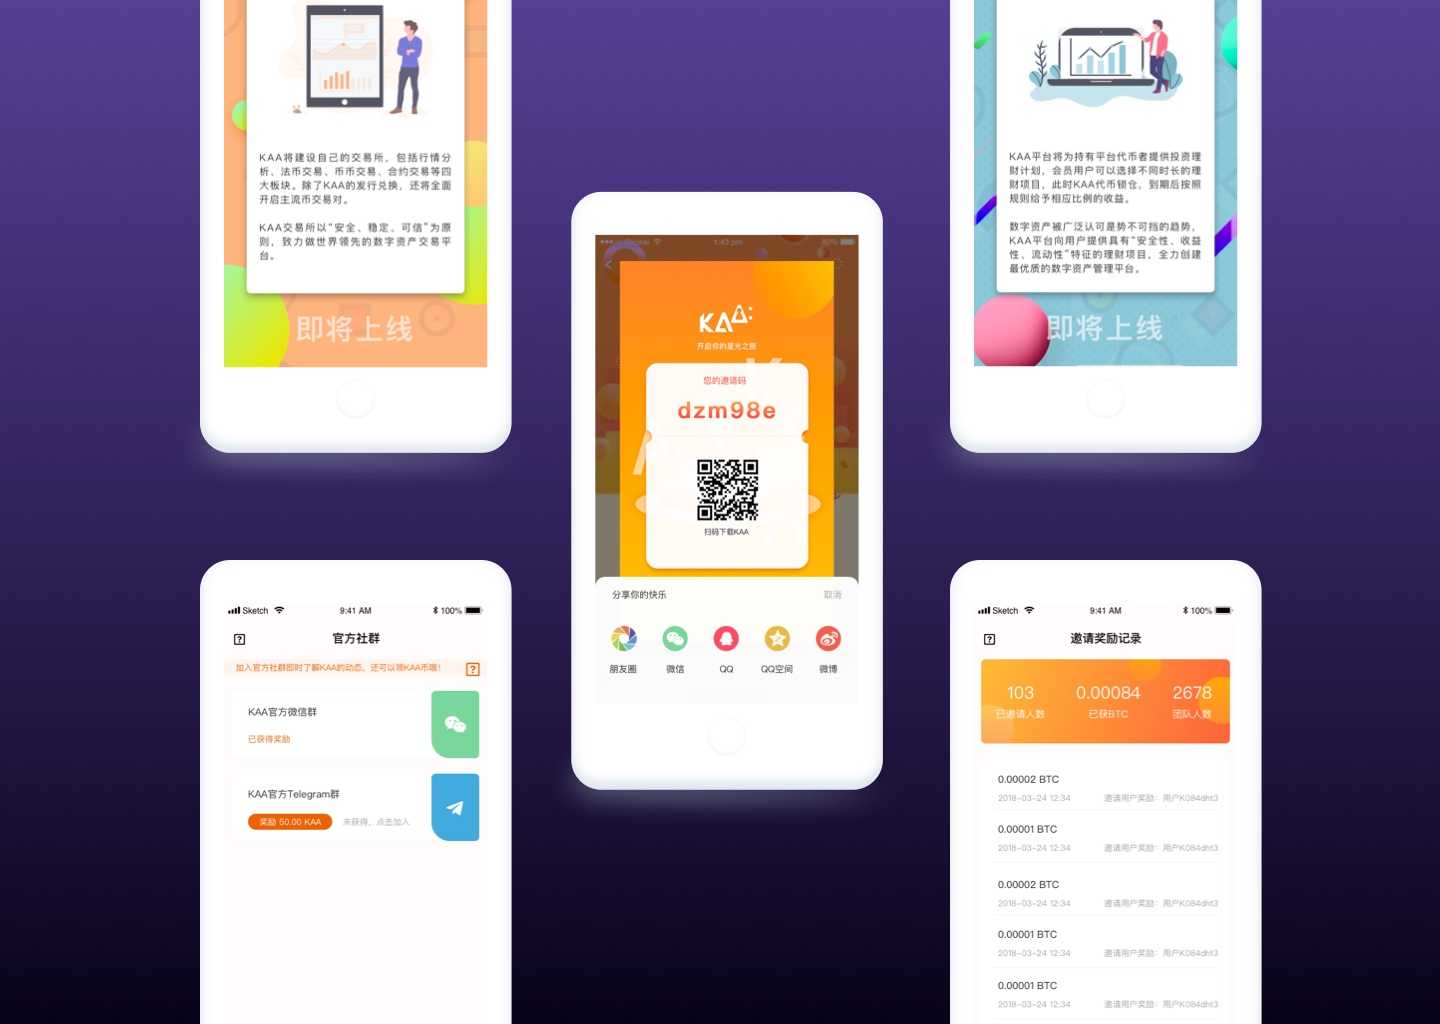 KAA将建设自己的交易所，包括行情分
析、法币交易、币币交易、合约交易等四
大板块。除了KAA的发行兑换，还将全面
开启主流币交易对。
KAA交易所以“安全、稳定、可信”为原
则，致力做世界领先的数字资产交易平
台。
即将上线
KAA平台将为持有平台代币者提供投资理
财计划，会员用户可以选择不同时长的理
财项目，此时KAA代币锁仓，到期后按照
规则给予相应比例的收益。
数字资产被广泛认可是势不可挡的趋势，
KAA平台向用户提供具有“安全性、收益
性、流动性”特征的理财项目，全力创建
最优质的数字资产管理平台。
即将上线
1:43 pm
KAA
开启你的星光之旅
您的邀请码
dzm98e
扫码下载KAA
分享你的快乐
取消
朋友圈
微信
QQ
QQ空间
微博
Sketch
9:41 AM
100%
官方社群
加入官方社群即时了解KAA的动态，还可以领KAA币哦！
KAA官方微信群
已获得奖励
KAA官方Telegram群
奖励 50.00 KAA
未获得，点击加入
Sketch
9:41 AM
100%
邀请奖励记录
103
0.00084
2678
已邀请人数
已获BTC
团队人数
0.00002 BTC
2018-03-24 12:34
邀请用户奖励：用户K084dht3
0.00001 BTC
2018-03-24 12:34
邀请用户奖励：用户K084dht3
0.00002 BTC
2018-03-24 12:34
邀请用户奖励：用户K084dht3
0.00001 BTC
2018-03-24 12:34
邀请用户奖励：用户K084dht3
0.00001 BTC
2018-03-24 12:34
邀请用户奖励：用户K084dht3